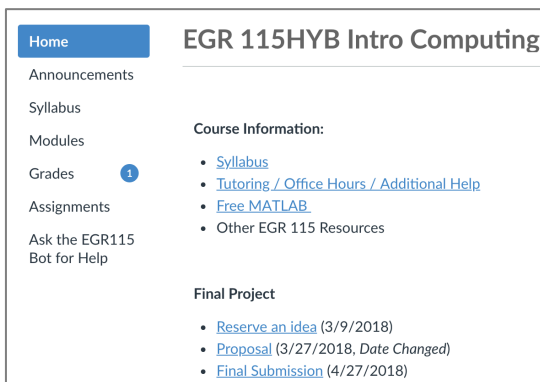 Home
Announcements
Syllabus
Modules
Grades 1
Assignments
Ask the EGR115
Bot for Help
EGR 115HYB Intro Computing
Course Information:
• Syllabus
• Tutoring / Office Hours / Additional Help
• Free MATLAB
• Other EGR 115 Resources
Final Project
• Reserve an idea (3/9/2018)
• Proposal (3/27/2018, Date Changed)
• Final Submission (4/27/2018)